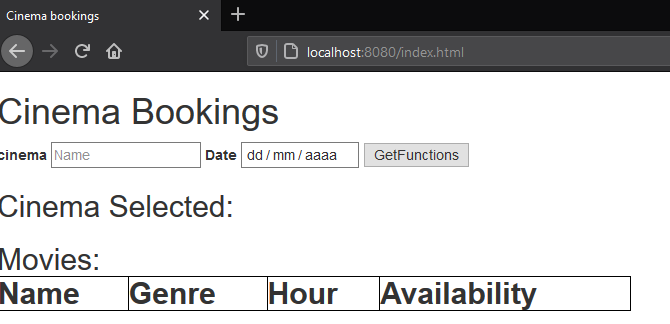 Cinema bookings
localhost:8080/index.html
Cinema Bookings
cinema Name Date dd / mm / aaaa GetFunctions
Cinema Selected:
Movies:
Name Genre Hour Availability